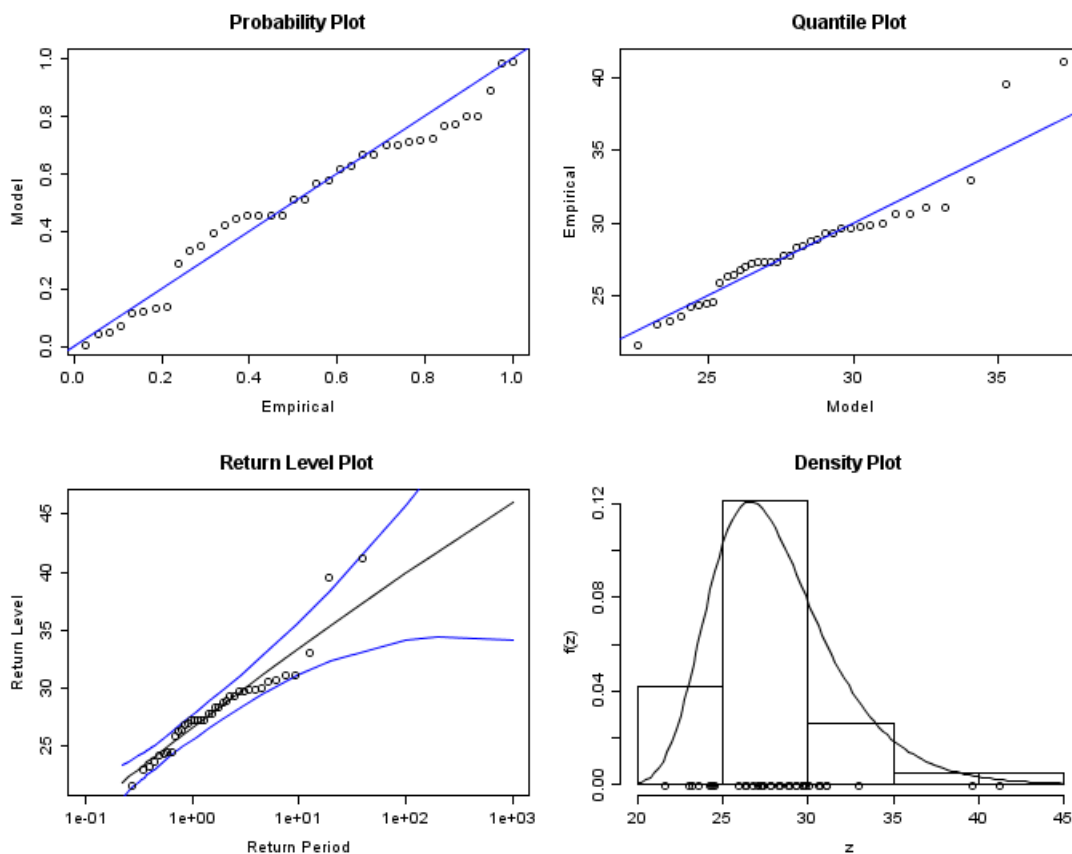 Probability Plot
Model
0.0 0.2 0.4 0.6 0.8 1.0
0.0 0.2 0.4 0.6 0.8 1.0
Empirical
Quantile Plot
Empirical
25 30 35 40
25 30 35
Model
Return Level Plot
Return Level
25 30 35 40 45
1e-01 1e+00 1e+01 1e+02 1e+03
Return Period
Density Plot
f(z)
0.00 0.04 0.08 0.12
20 25 30 35 40 45
z